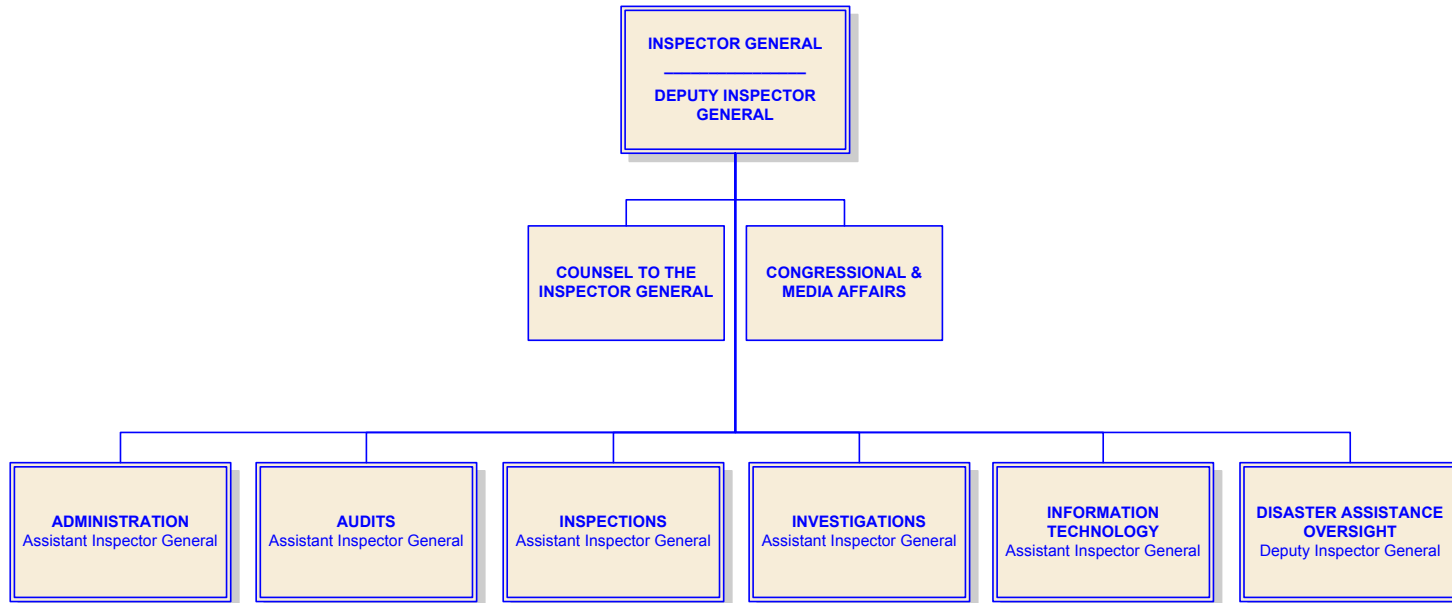 INSPECTOR GENERAL
DEPUTY INSPECTOR
GENERAL
COUNSEL TO THE
INSPECTOR GENERAL
CONGRESSIONAL &
MEDIA AFFAIRS
ADMINISTRATION
Assistant Inspector General
AUDITS
Assistant Inspector General
INSPECTIONS
Assistant Inspector General
INVESTIGATIONS
Assistant Inspector General
INFORMATION
TECHNOLOGY
Assistant Inspector General
DISASTER ASSISTANCE
OVERSIGHT
Deputy Inspector General